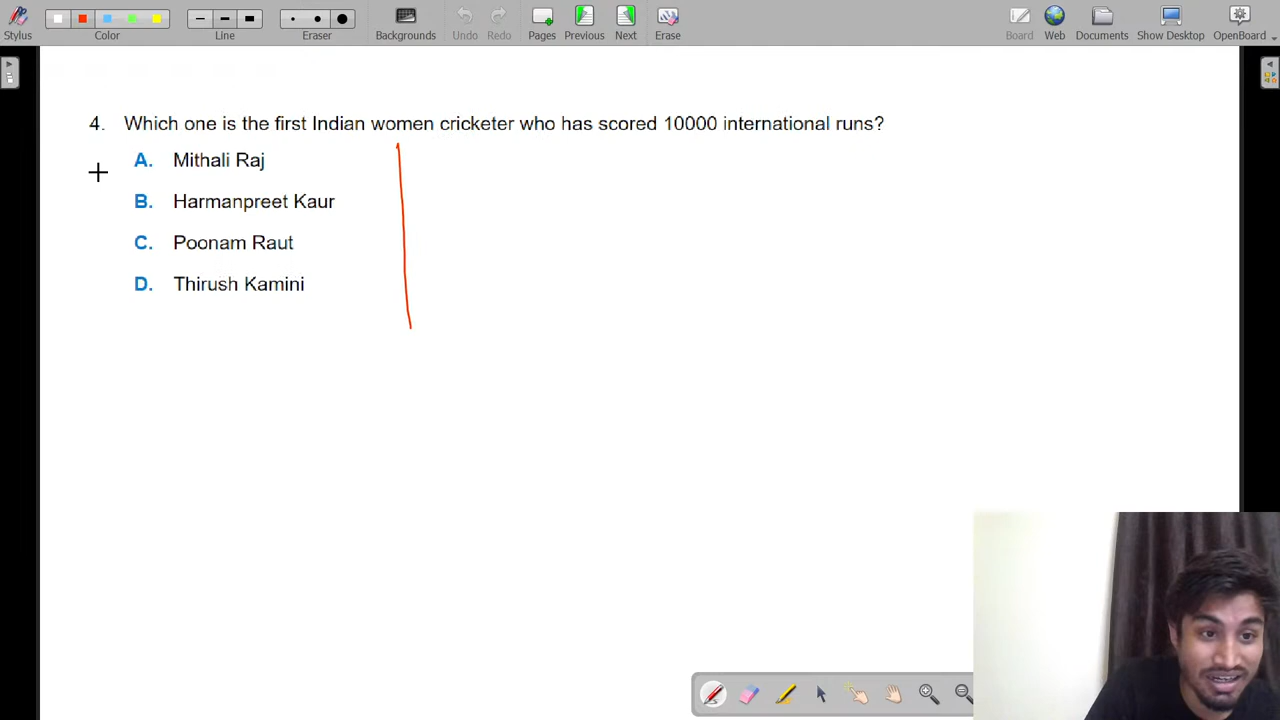 Stylus Color Line Eraser Backgrounds Undo Redo Pages Previous Next Erase Board Web Documents Show Desktop OpenBoard
4. Which one is the first Indian women cricketer who has scored 10000 international runs?
A. Mithali Raj
B. Harmanpreet Kaur
C. Poonam Raut
D. Thirush Kamini